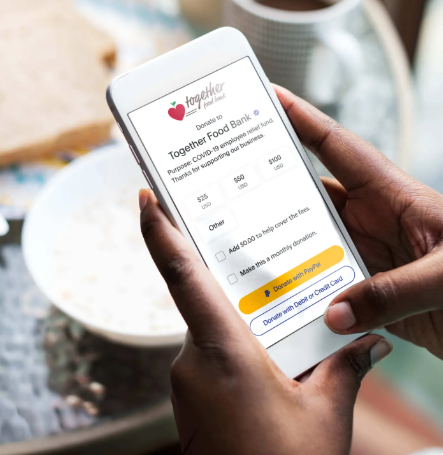 together
food bank
Donate to
Together Food Bank
Purpose: COVID-19 employee relief fund.
Thanks for supporting our business.
$25
USD
$50
USD
$100
USD
Other
Add $0.00 to help cover the fees.
Make this a monthly donation.
Donate with PayPal
Donate with Debit or Credit Card